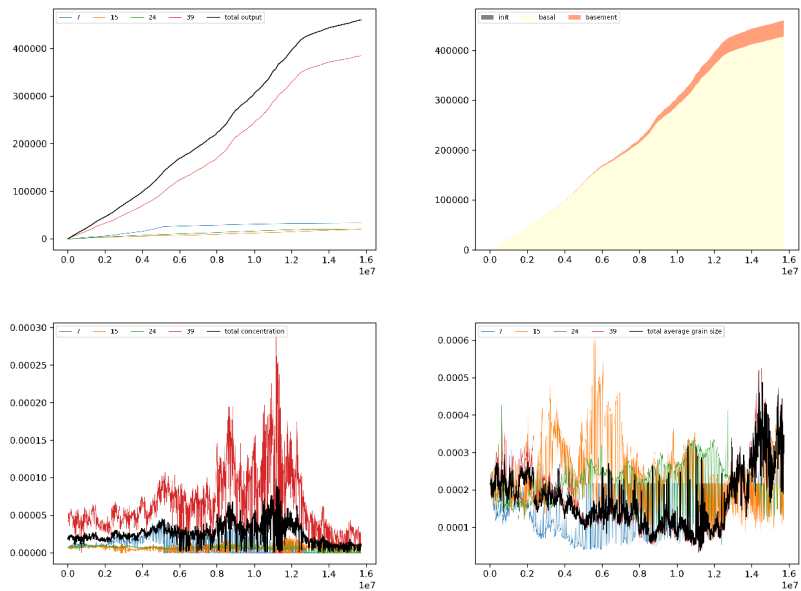 7 15 24 39 total output
400000
300000
200000
100000
0
0.0 0.2 0.4 0.6 0.8 1.0 1.2 1.4 1.6
1e7
init basal basement
400000
300000
200000
100000
0
0.0 0.2 0.4 0.6 0.8 1.0 1.2 1.4 1.6
1e7
7 15 24 39 total concentration
0.00030
0.00025
0.00020
0.00015
0.00010
0.00005
0.00000
0.0 0.2 0.4 0.6 0.8 1.0 1.2 1.4 1.6
1e7
7 15 24 39 total average grain size
0.0006
0.0005
0.0004
0.0003
0.0002
0.0001
0.0 0.2 0.4 0.6 0.8 1.0 1.2 1.4 1.6
1e7